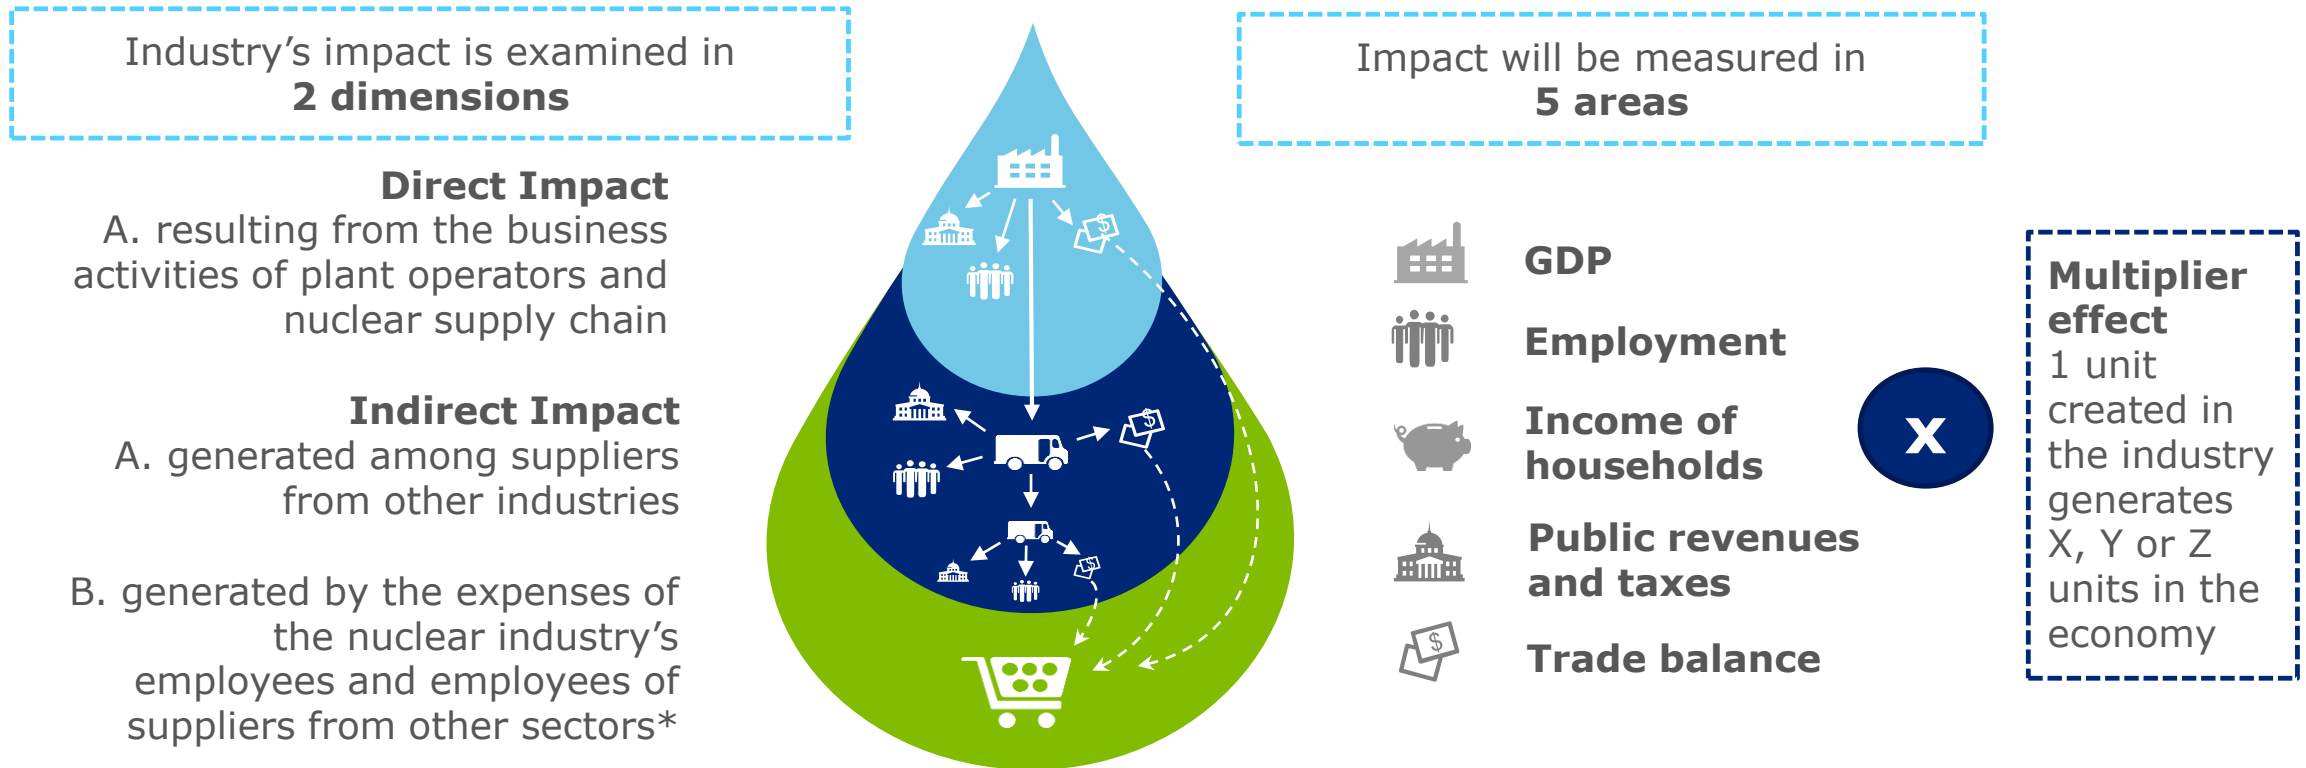 Industry’s impact is examined in
2 dimensions
Direct Impact
A. resulting from the business
activities of plant operators and
nuclear supply chain
Indirect Impact
A. generated among suppliers
from other industries
B. generated by the expenses of
the nuclear industry’s
employees and employees of
suppliers from other sectors*
$
$
$
Impact will be measured in
5 areas
GDP
Employment
Income of
households
Public revenues
and taxes
$
Trade balance
x
Multiplier
effect
1 unit
created in
the industry
generates
X, Y or Z
units in the
economy